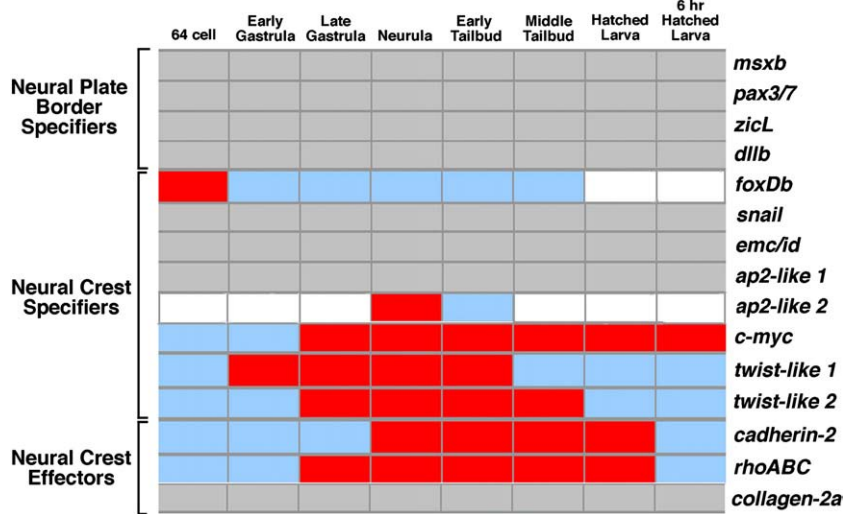 64 cell
Early
Gastrula
Late
Gastrula
Neurula
Early
Tailbud
Middle
Tailbud
Hatched
Larva
6 hr
Hatched
Larva
Neural Plate
Border
Specifiers
msxb
pax3/7
zicL
dllb
Neural Crest
Specifiers
foxDb
snail
emc/id
ap2-like 1
ap2-like 2
c-myc
twist-like 1
twist-like 2
Neural Crest
Effectors
cadherin-2
rhoABC
collagen-2a